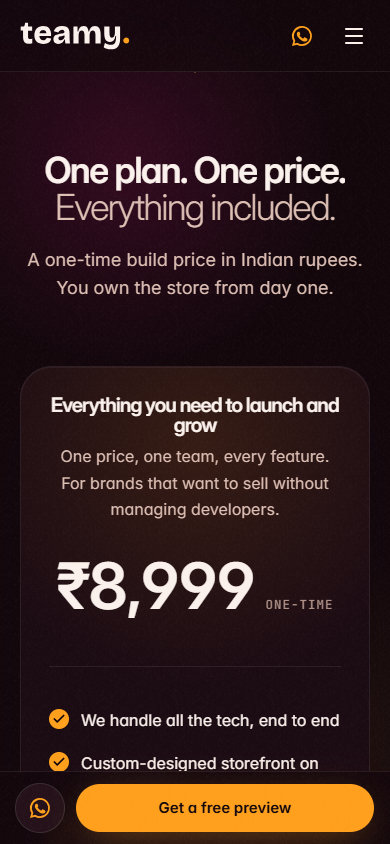 teamy.
One plan. One price.
Everything included.
A one-time build price in Indian rupees.
You own the store from day one.
Everything you need to launch and
grow
One price, one team, every feature.
For brands that want to sell without
managing developers.
₹8,999 ONE-TIME
We handle all the tech, end to end
Custom-designed storefront on
Get a free preview